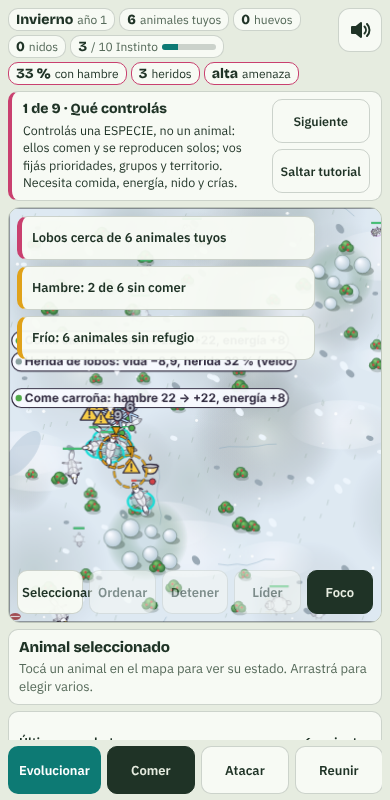 Invierno año 1
6 animales tuyos
0 huevos
0 nidos
3 / 10 Instinto
33 % con hambre
3 heridos
alta amenaza
1 de 9 · Qué controlás
Controlás una ESPECIE, no un animal:
ellos comen y se reproducen solos; vos
fijás prioridades, grupos y territorio.
Necesita comida, energía, nido y crías.
Siguiente
Saltar tutorial
Lobos cerca de 6 animales tuyos
Hambre: 2 de 6 sin comer
Frío: 6 animales sin refugio
+22, energía +8
Herida de lobos: vida −8,9, herida 32 % (veloc
Come carroña: hambre 22 → +22, energía +8
Seleccionar
Ordenar
Detener
Líder
Foco
Animal seleccionado
Tocá un animal en el mapa para ver su estado. Arrastrá para
elegir varios.
Evolucionar
Comer
Atacar
Reunir